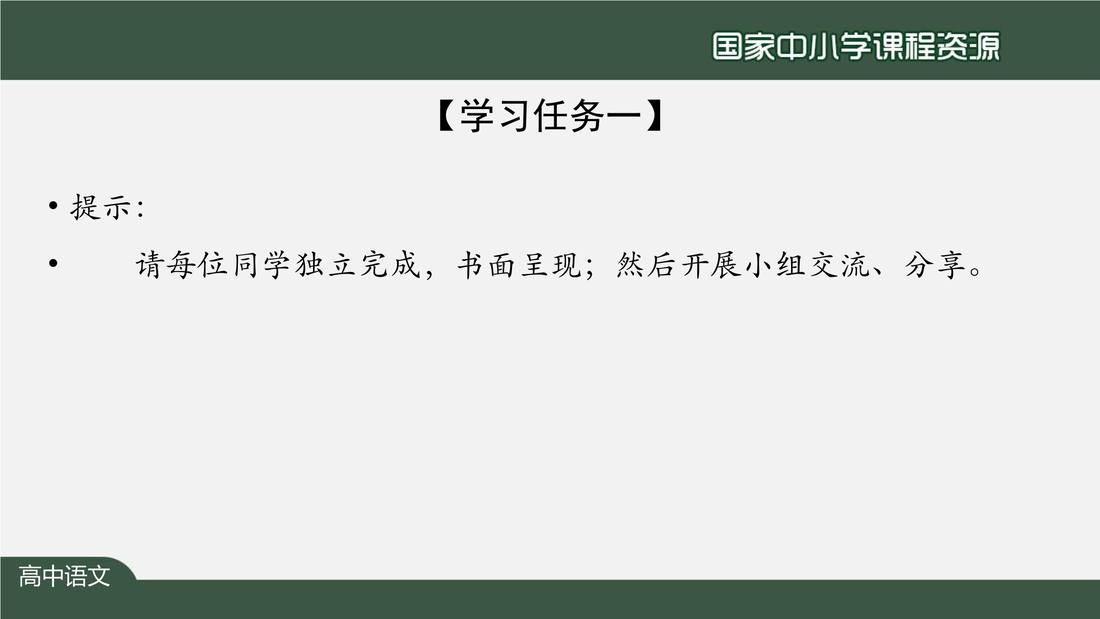 国家中小学课程资源
【学习任务一】
• 提示：
• 请每位同学独立完成，书面呈现；然后开展小组交流、分享。
高中语文